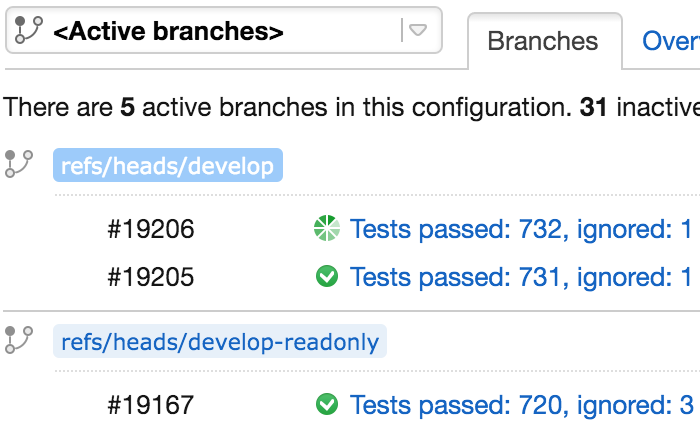 <Active branches>
Branches
Over
There are 5 active branches in this configuration. 31 inactive
refs/heads/develop
#19206 Tests passed: 732, ignored: 1
#19205 Tests passed: 731, ignored: 1
refs/heads/develop-readonly
#19167 Tests passed: 720, ignored: 3